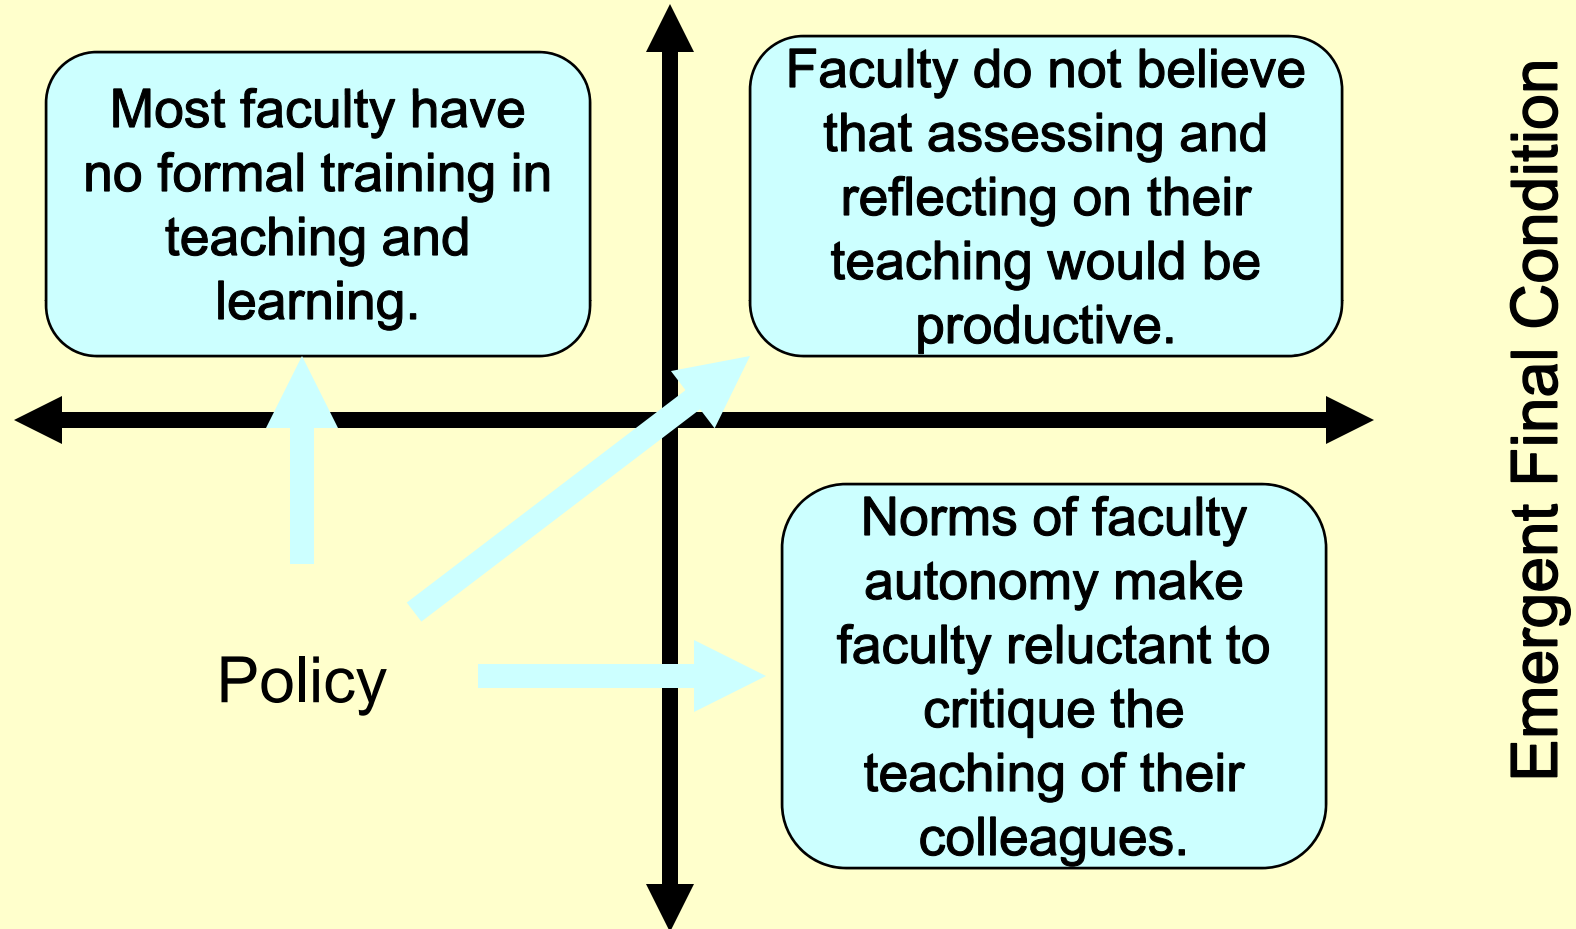 Most faculty have
no formal training in
teaching and
learning.
Faculty do not believe
that assessing and
reflecting on their
teaching would be
productive.
Policy
Norms of faculty
autonomy make
faculty reluctant to
critique the
teaching of their
colleagues.
Emergent Final Condition